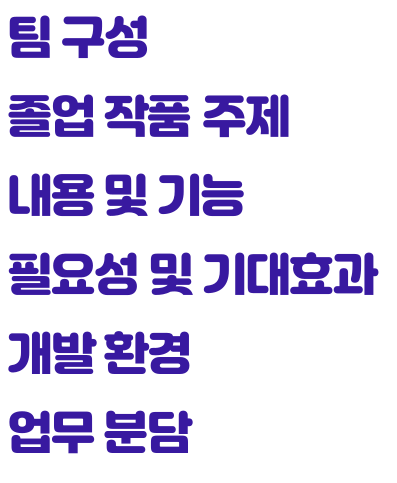 팀 구성
졸업 작품 주제
내용 및 기능
필요성 및 기대효과
개발 환경
업무 분담